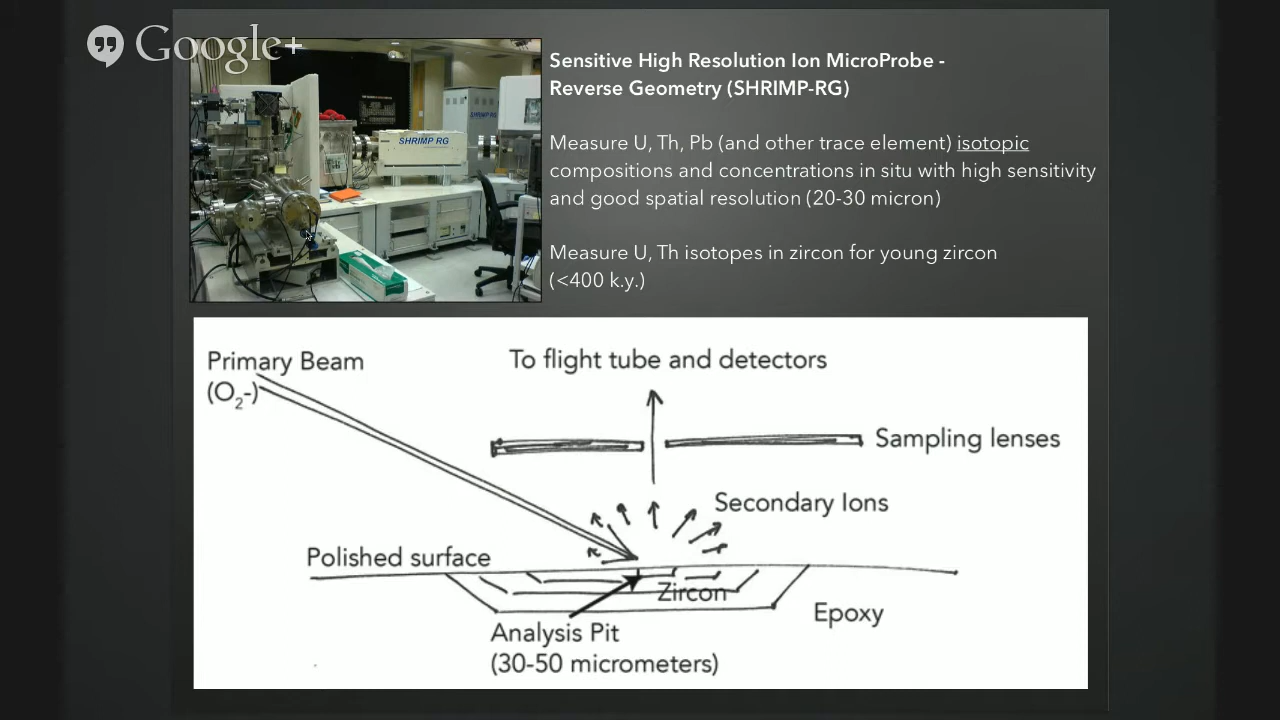 Google+
Sensitive High Resolution Ion MicroProbe -
Reverse Geometry (SHRIMP-RG)
Measure U, Th, Pb (and other trace element) isotopic
compositions and concentrations in situ with high sensitivity
and good spatial resolution (20-30 micron)
Measure U, Th isotopes in zircon for young zircon
(<400 k.y.)
SHRIMP RG
SHRIMP RG
Primary Beam
(O2-)
To flight tube and detectors
Sampling lenses
Secondary Ions
Polished surface
Zircon
Epoxy
Analysis Pit
(30-50 micrometers)